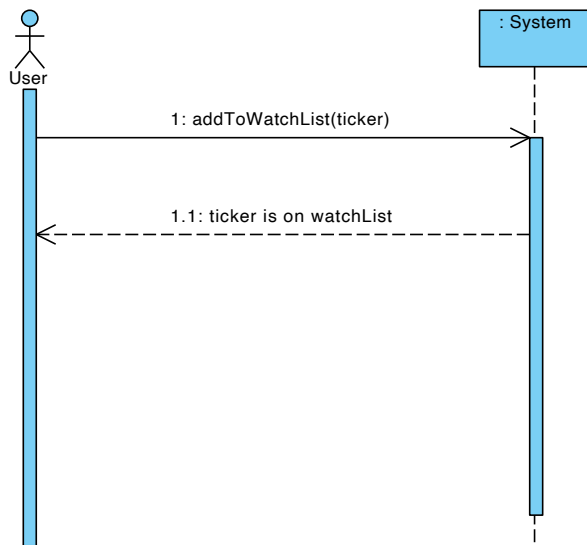 : System
User
1: addToWatchList(ticker)
1.1: ticker is on watchList